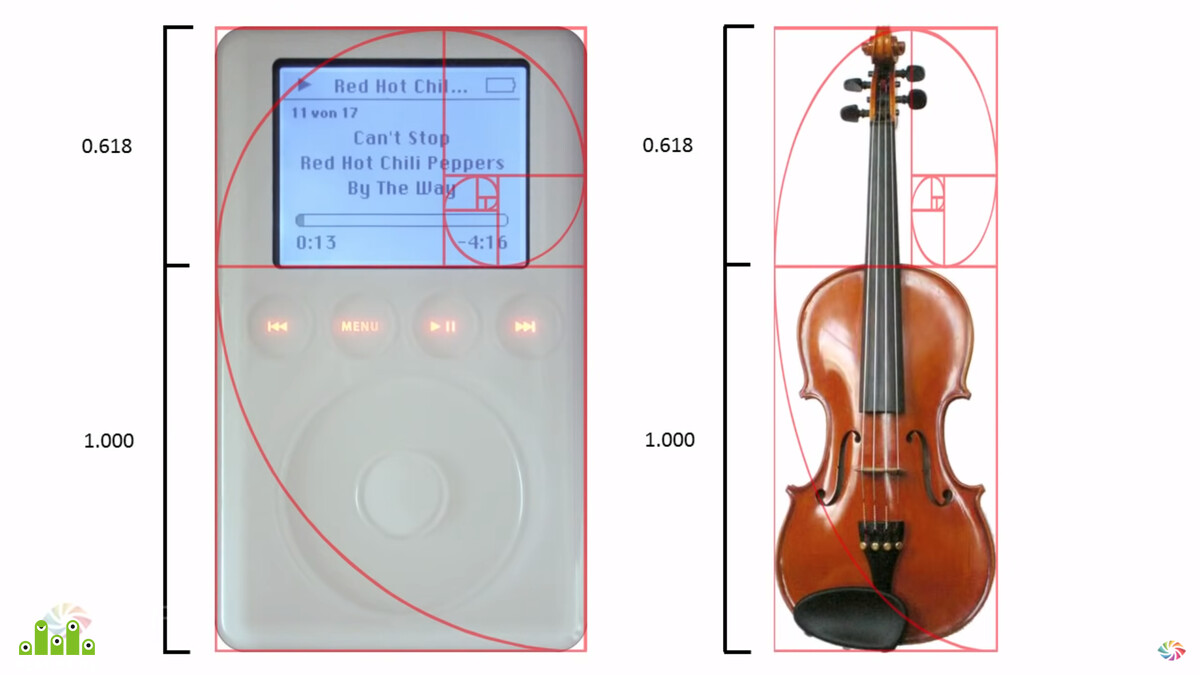 0.618
1.000
Red Hot Chil...
11 von 17
Can't Stop
Red Hot Chili Peppers
By The Way
0:13 -4:16
MENU
0.618
1.000